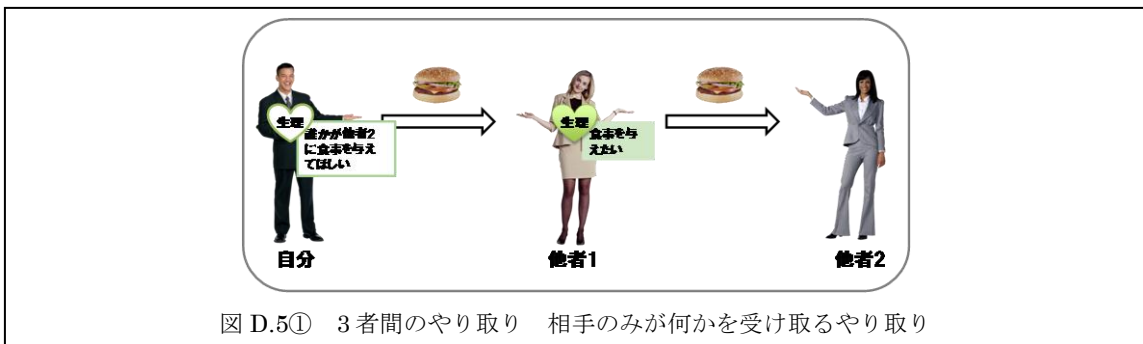 生理
誰かが他者2
に食事を与え
てほしい
生理
食事を与
えたい
自分
他者1
他者2
図 D.5① 3者間のやり取り 相手のみが何かを受け取るやり取り